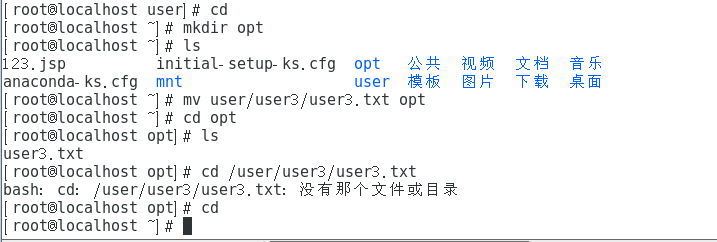 [root@localhost user]# cd
[root@localhost ~]# mkdir opt
[root@localhost ~]# ls
123.jsp initial-setup-ks.cfg opt 公共 视频 文档 音乐
anaconda-ks.cfg mnt user 模板 图片 下载 桌面
[root@localhost ~]# mv user/user3/user3.txt opt
[root@localhost ~]# cd opt
[root@localhost opt]# ls
user3.txt
[root@localhost opt]# cd /user/user3/user3.txt
bash: cd: /user/user3/user3.txt: 没有那个文件或目录
[root@localhost opt]# cd
[root@localhost ~]#